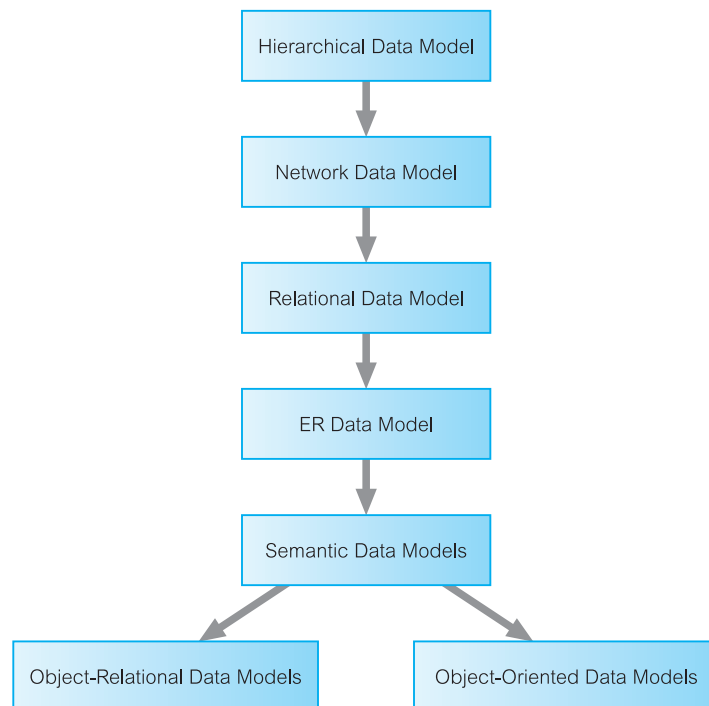 Hierarchical Data Model
Network Data Model
Relational Data Model
ER Data Model
Semantic Data Models
Object-Relational Data Models
Object-Oriented Data Models